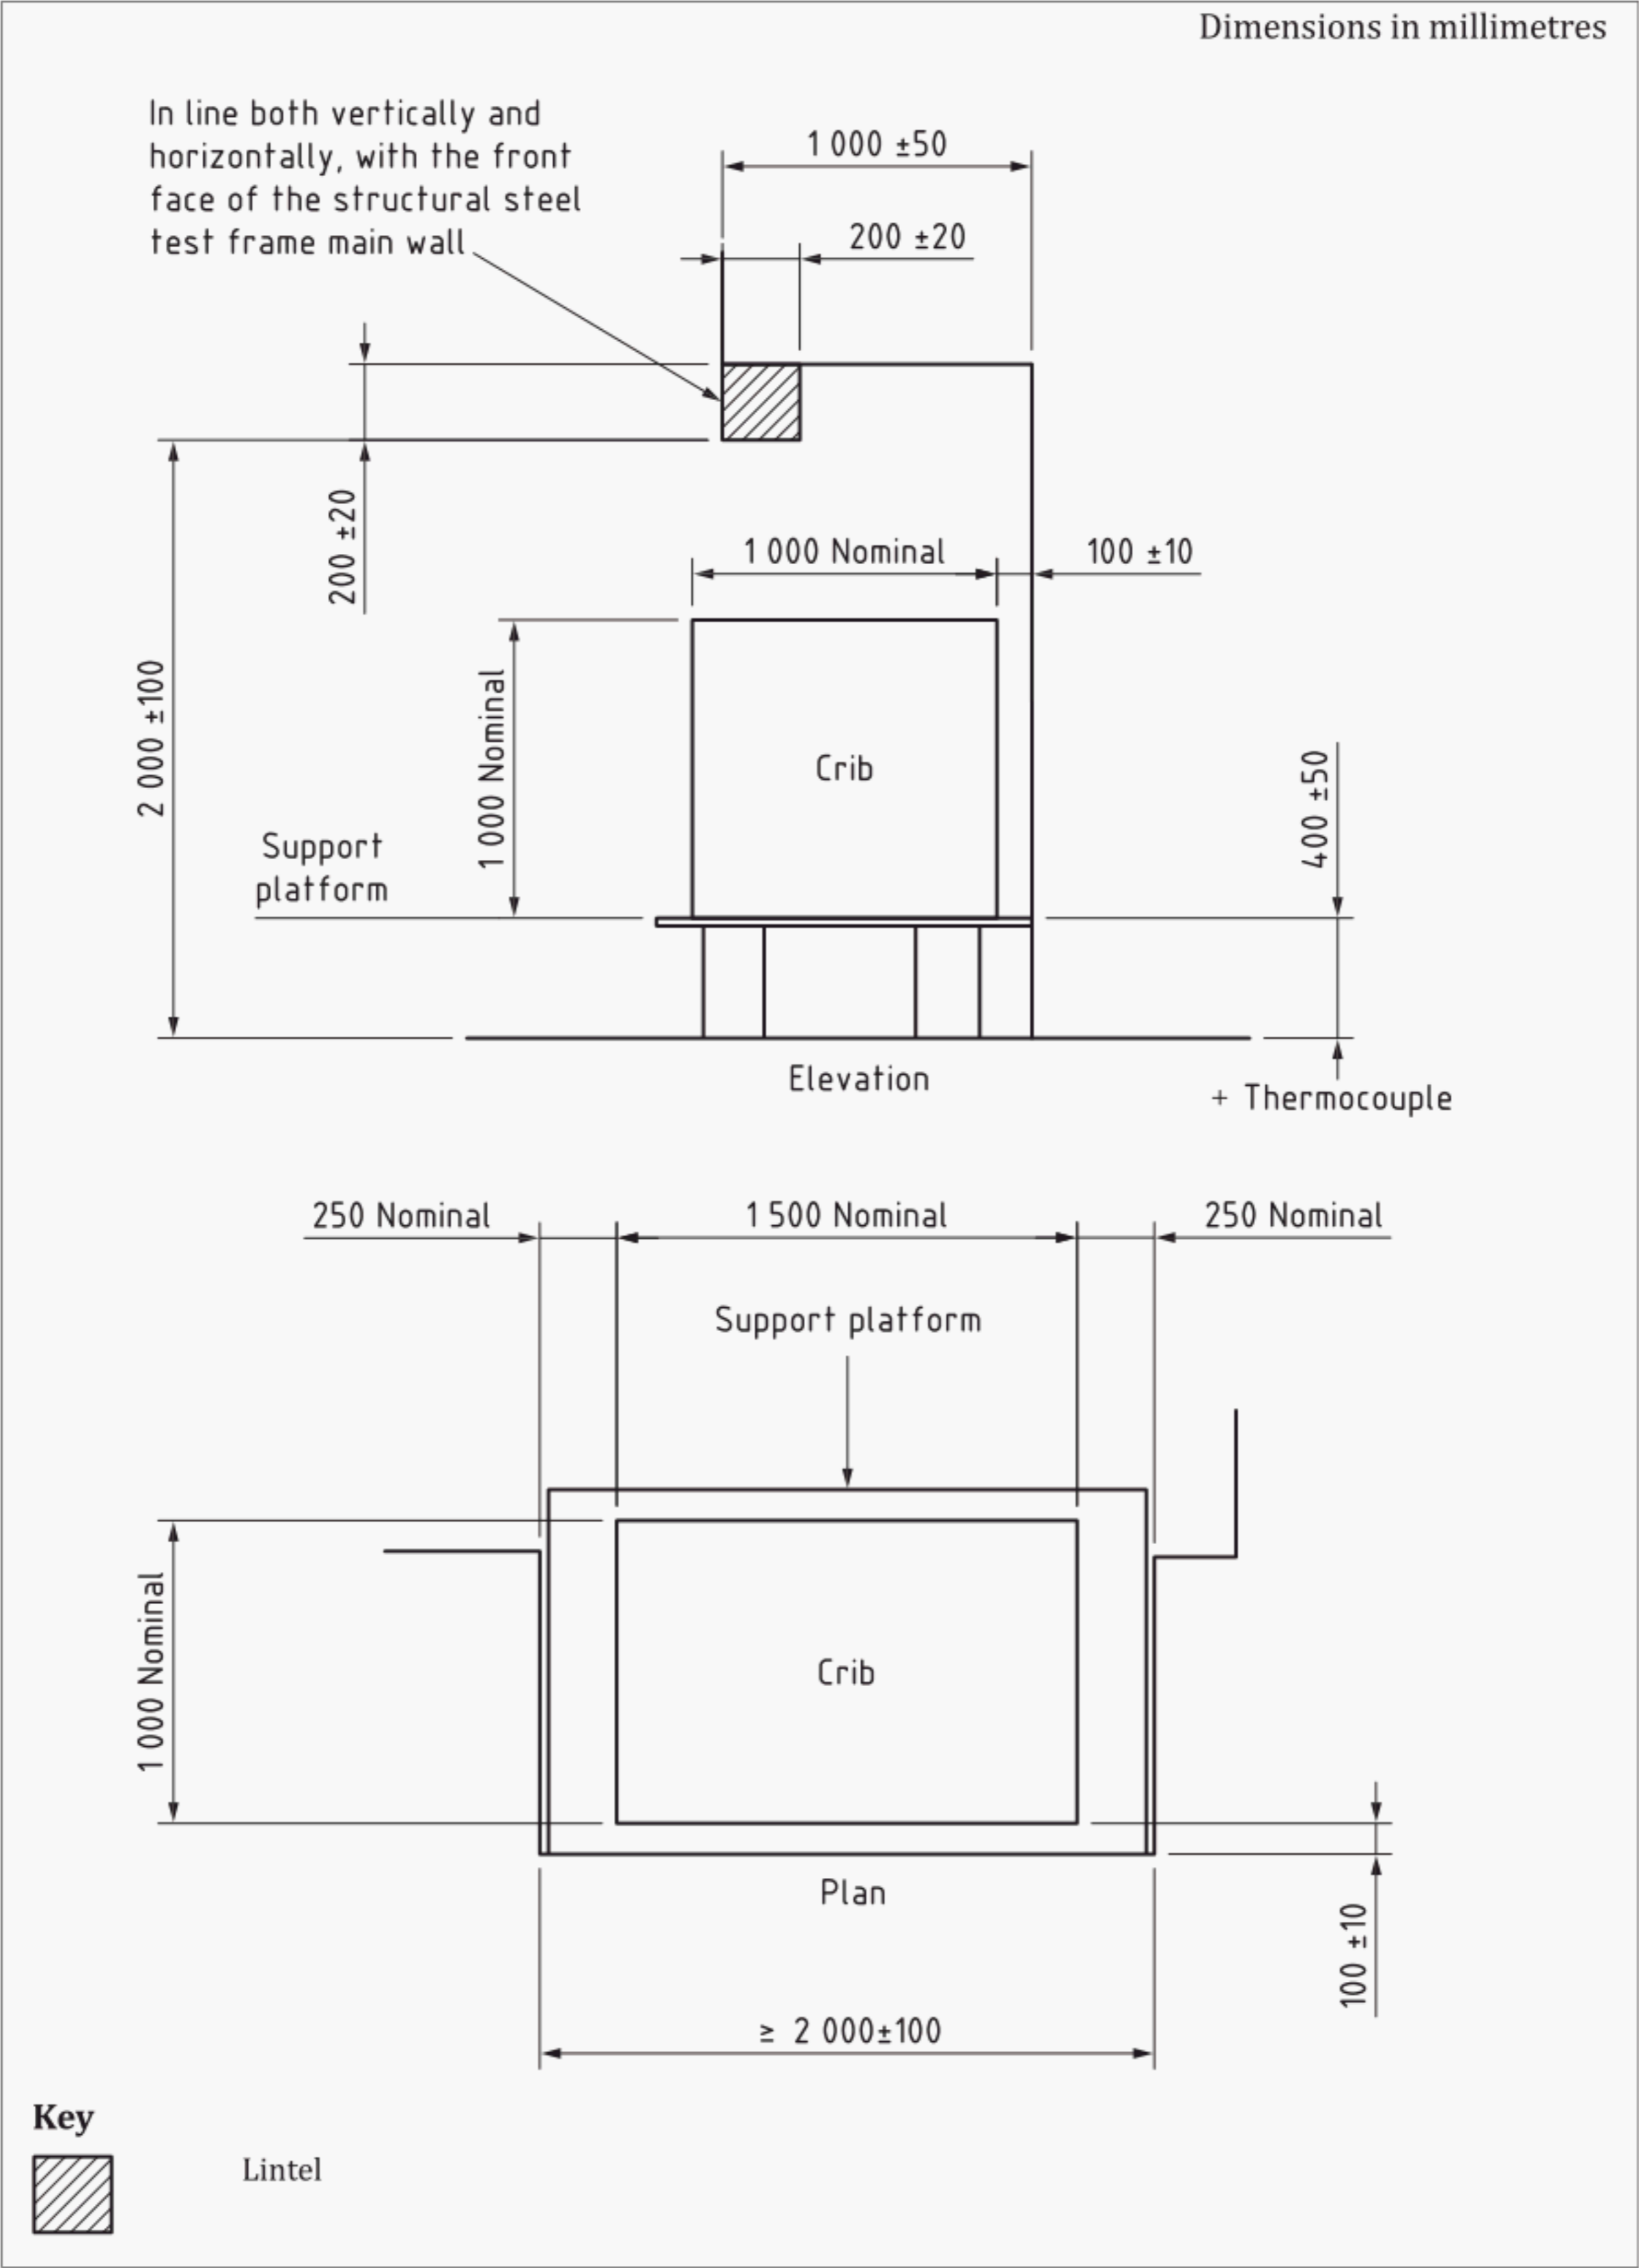 Dimensions in millimetres
In line both vertically and
horizontally, with the front
face of the structural steel
test frame main wall
1 000 ±50
200 ±20
200 ±20
1 000 Nominal
100 ±10
2 000 ±100
1 000 Nominal
Crib
400 ±50
Support
platform
Elevation
+ Thermocouple
250 Nominal
1 500 Nominal
250 Nominal
Support platform
1 000 Nominal
Crib
Plan
100 ±10
≥ 2 000±100
Key
Lintel